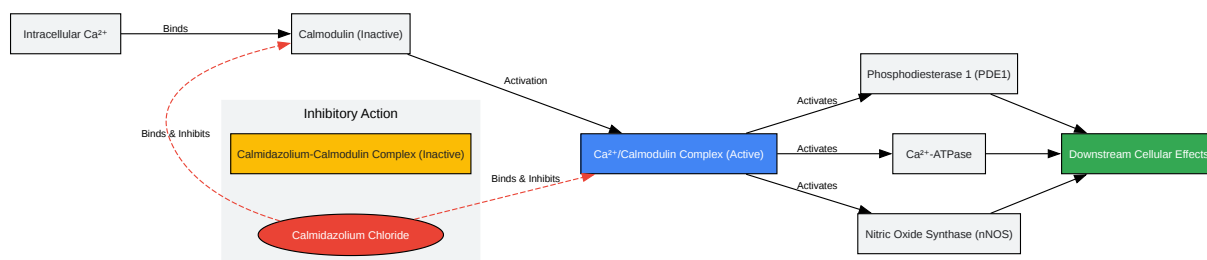 Intracellular Ca²⁺
Binds
Calmodulin (Inactive)
Activation
Phosphodiesterase 1 (PDE1)
Activates
Inhibitory Action
Binds & Inhibits
Calmidazolium-Calmodulin Complex (Inactive)
Ca²⁺/Calmodulin Complex (Active)
Activates
Ca²⁺-ATPase
Downstream Cellular Effects
Binds & Inhibits
Activates
Calmidazolium Chloride
Nitric Oxide Synthase (nNOS)